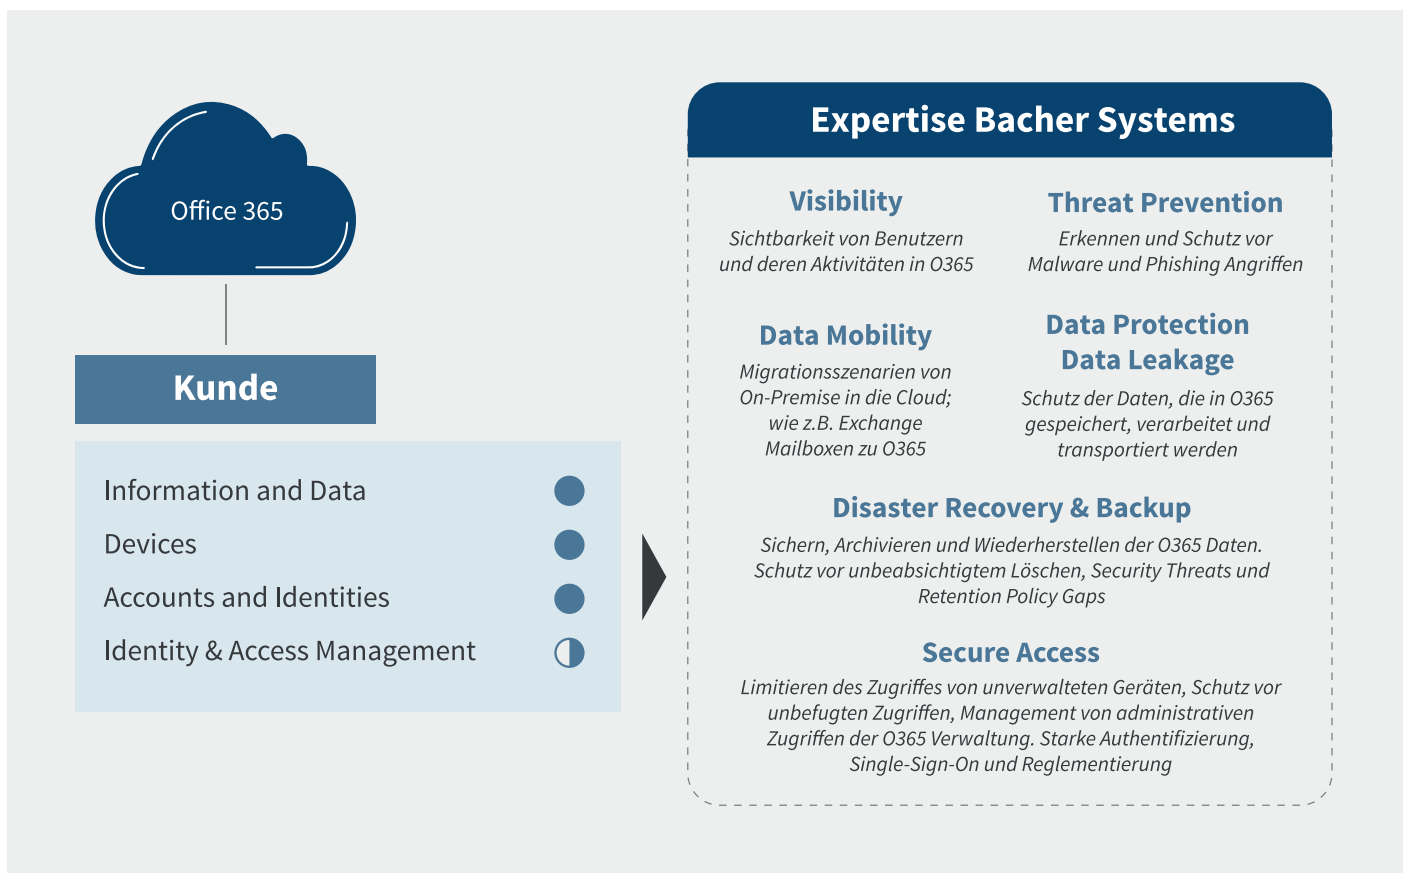 Office 365
Kunde
Information and Data
Devices
Accounts and Identities
Identity & Access Management
Expertise Bacher Systems
Visibility
Sichtbarkeit von Benutzern
und deren Aktivitäten in O365
Threat Prevention
Erkennen und Schutz vor
Malware und Phishing Angriffen
Data Mobility
Migrationsszenarien von
On-Premise in die Cloud;
wie z.B. Exchange
Mailboxen zu O365
Data Protection
Data Leakage
Schutz der Daten, die in O365
gespeichert, verarbeitet und
transportiert werden
Disaster Recovery & Backup
Sichern, Archivieren und Wiederherstellen der O365 Daten.
Schutz vor unbeabsichtigtem Löschen, Security Threats und
Retention Policy Gaps
Secure Access
Limitieren des Zugriffes von unverwalteten Geräten, Schutz vor
unbefugten Zugriffen, Management von administrativen
Zugriffen der O365 Verwaltung. Starke Authentifizierung,
Single-Sign-On und Reglementierung